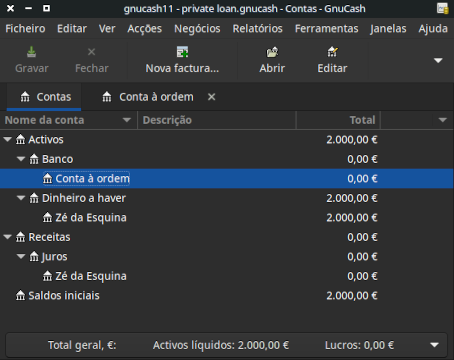 gnucash11 - private loan.gnucash - Contas - GnuCash
Ficheiro Editar Ver Acções Negócios Relatórios Ferramentas Janelas Ajuda
Gravar Fechar Nova factura... Abrir Editar
Contas Conta à ordem
Nome da conta Descrição Total
Activos 2.000,00 €
Banco 0,00 €
Conta à ordem 0,00 €
Dinheiro a haver 2.000,00 €
Zé da Esquina 2.000,00 €
Receitas 0,00 €
Juros 0,00 €
Zé da Esquina 0,00 €
Saldos iniciais 2.000,00 €
Total geral, €: Activos líquidos: 2.000,00 € Lucros: 0,00 €